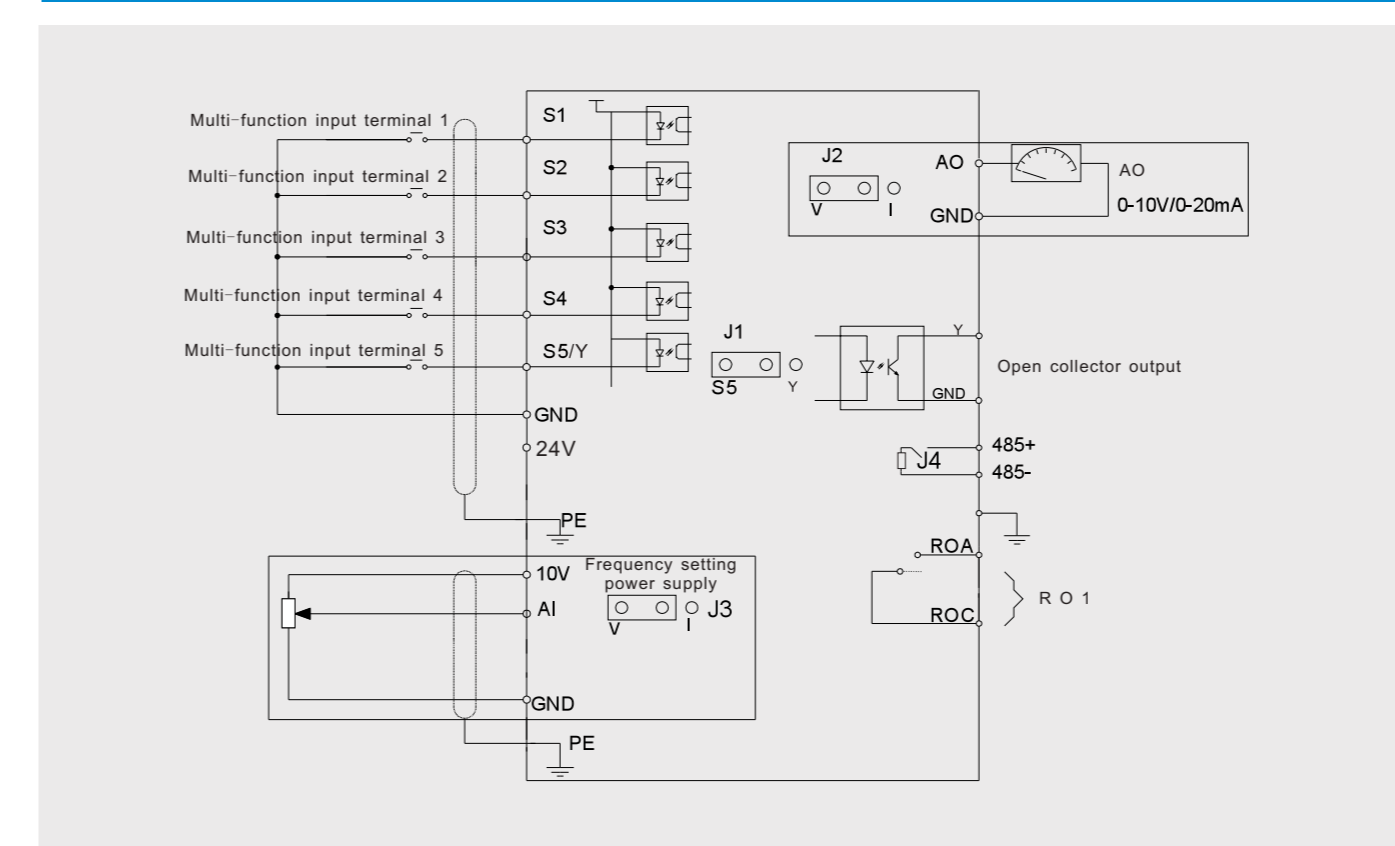 Multi-function input terminal 1
S1
Multi-function input terminal 2
S2
Multi-function input terminal 3
S3
Multi-function input terminal 4
S4
Multi-function input terminal 5
S5/Y
GND
24V
PE
J2
V
I
AO
GND
AO
0-10V/0-20mA
J1
S5
Y
Y
GND
Open collector output
J4
485+
485-
ROA
ROC
RO1
10V
AI
Frequency setting
power supply
J3
V
I
GND
PE